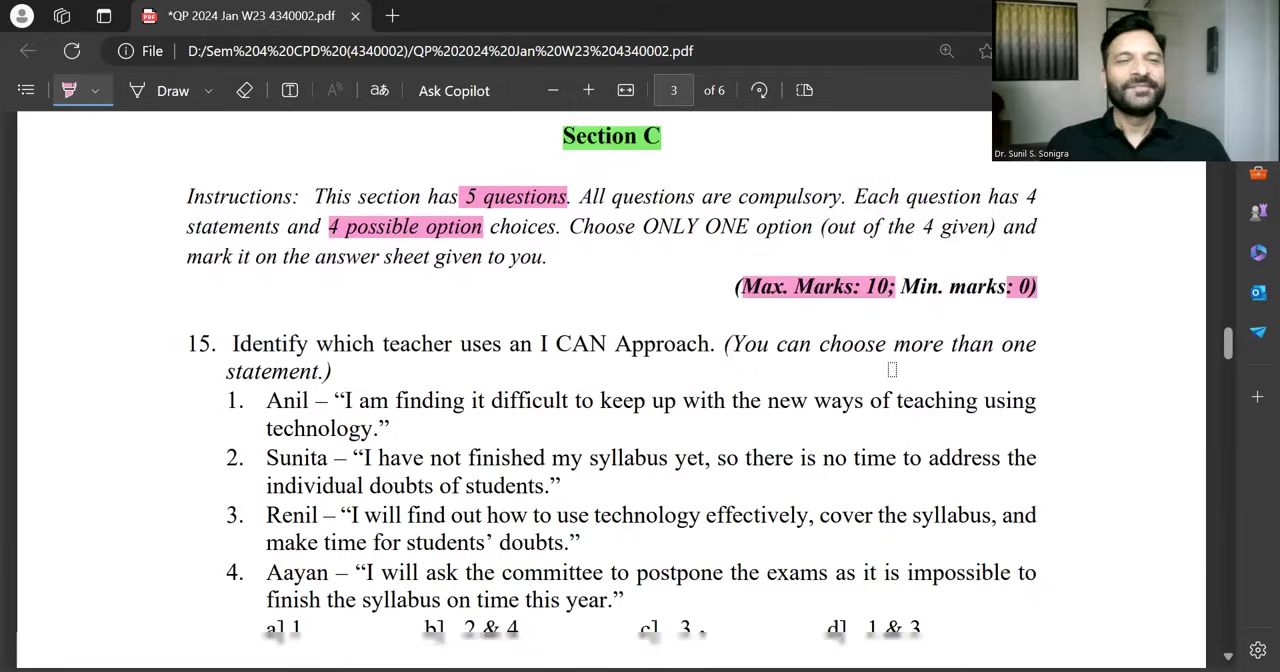 *QP 2024 Jan W23 4340002.pdf
File D:/Sem%204%20CPD%20(4340002)/QP%202024%20Jan%20W23%204340002.pdf
Draw aあ Ask Copilot 3 of 6
Dr. Sunil S. Sonigra
Section C
Instructions: This section has 5 questions. All questions are compulsory. Each question has 4
statements and 4 possible option choices. Choose ONLY ONE option (out of the 4 given) and
mark it on the answer sheet given to you.
(Max. Marks: 10; Min. marks: 0)
15. Identify which teacher uses an I CAN Approach. (You can choose more than one
statement.)
1. Anil – “I am finding it difficult to keep up with the new ways of teaching using
technology.”
2. Sunita – “I have not finished my syllabus yet, so there is no time to address the
individual doubts of students.”
3. Renil – “I will find out how to use technology effectively, cover the syllabus, and
make time for students’ doubts.”
4. Aayan – “I will ask the committee to postpone the exams as it is impossible to
finish the syllabus on time this year.”
a] 1 b] 2 & 4 c] 3 d] 1 & 3